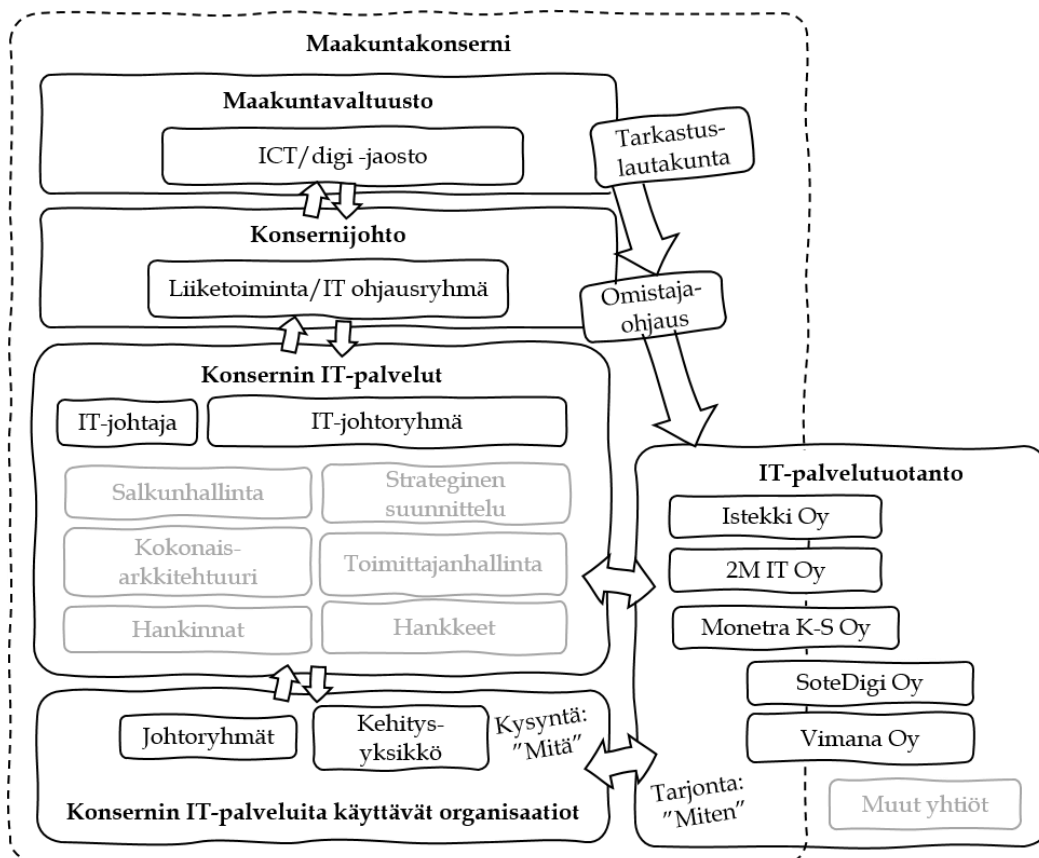 Maakuntakonserni
Maakuntavaltuusto
ICT/digi -jaosto
Tarkastus-
lautakunta
Konsernijohto
Liiketoiminta/IT ohjausryhmä
Omistaja-
ohjaus
Konsernin IT-palvelut
IT-johtaja
IT-johtoryhmä
Salkunhallinta
Strateginen
suunnittelu
Kokonais-
arkkitehtuuri
Toimittajanhallinta
Hankinnat
Hankkeet
IT-palvelutuotanto
Istekki Oy
2M IT Oy
Monetra K-S Oy
SoteDigi Oy
Vimana Oy
Muut yhtiöt
Johtoryhmät
Kehitys-
yksikkö
Kysyntä:
”Mitä”
Tarjonta:
”Miten”
Konsernin IT-palveluita käyttävät organisaatiot